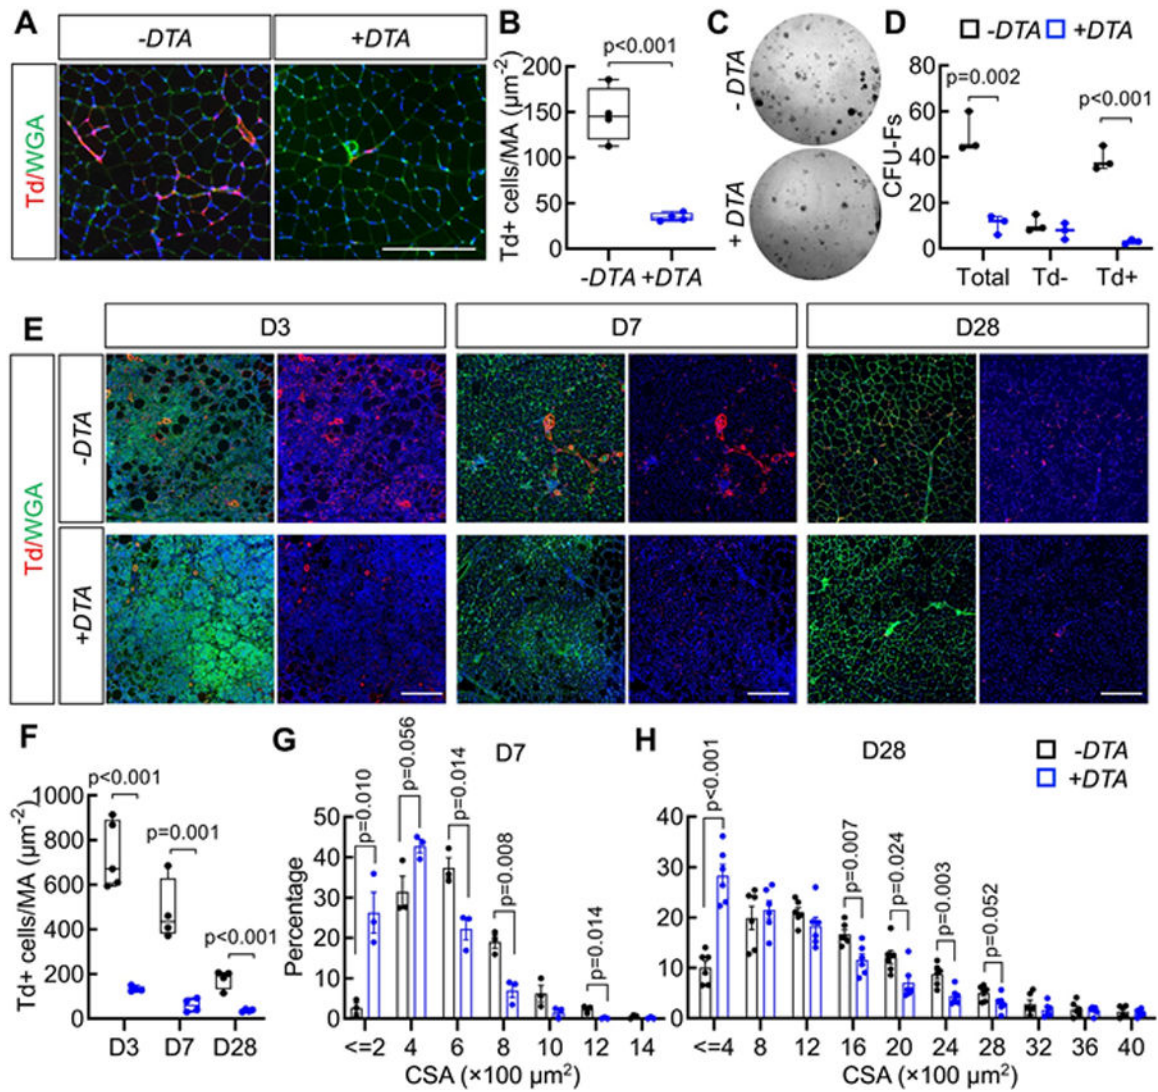 A
-DTA
+DTA
Td/WGA
B
p<0.001
Td+ cells/MA (µm⁻²)
200
150
100
50
0
-DTA +DTA
C
- DTA
+ DTA
D
-DTA +DTA
p=0.002
p<0.001
CFU-Fs
80
60
40
20
0
Total Td- Td+
E
D3
D7
D28
Td/WGA
-DTA
+DTA
F
p<0.001
p=0.001
p<0.001
Td+ cells/MA (µm⁻²)
1000
800
600
400
200
0
D3 D7 D28
G
D7
p=0.010
p=0.056
p=0.014
p=0.008
p=0.014
Percentage
50
40
30
20
10
0
<=2 4 6 8 10 12 14
CSA (×100 µm²)
H
D28
-DTA
+DTA
p<0.001
p=0.007
p=0.024
p=0.003
p=0.052
40
30
20
10
0
<=4 8 12 16 20 24 28 32 36 40
CSA (×100 µm²)